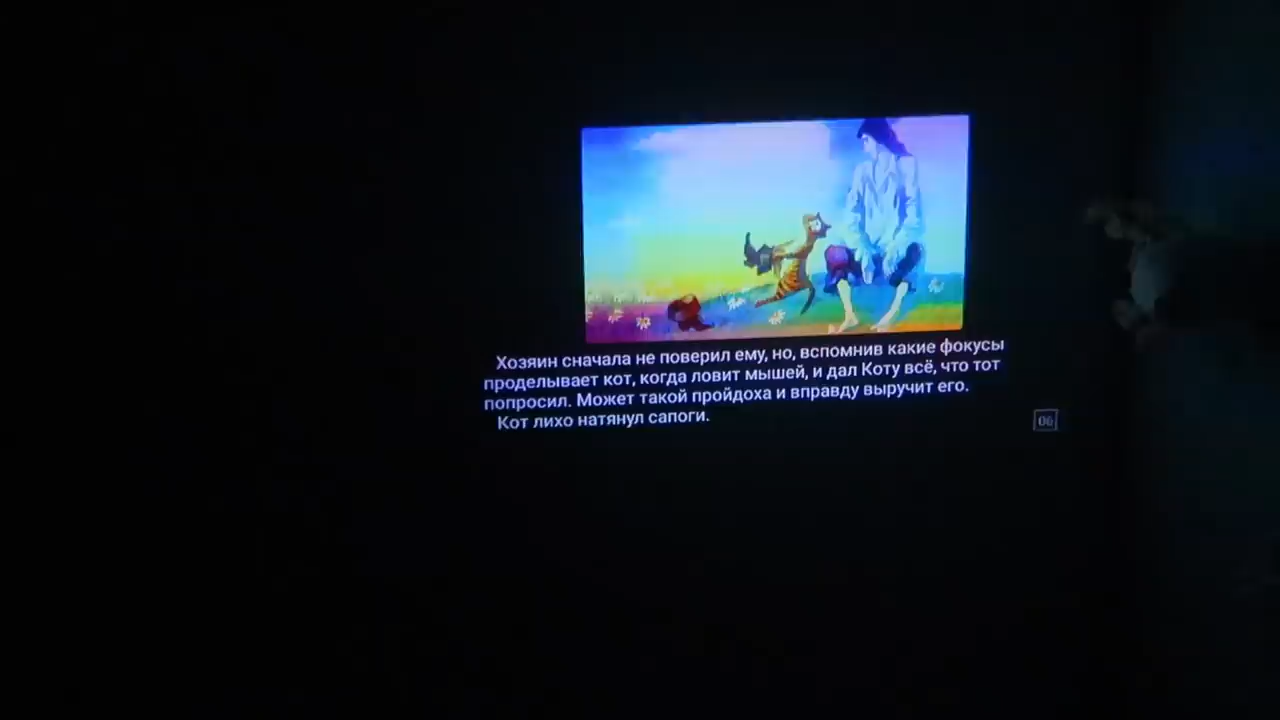 Хозяин сначала не поверил ему, но, вспомнив какие фокусы
проделывает кот, когда ловит мышей, и дал Коту всё, что тот
попросил. Может такой пройдоха и вправду выручит его.
Кот лихо натянул сапоги.
06